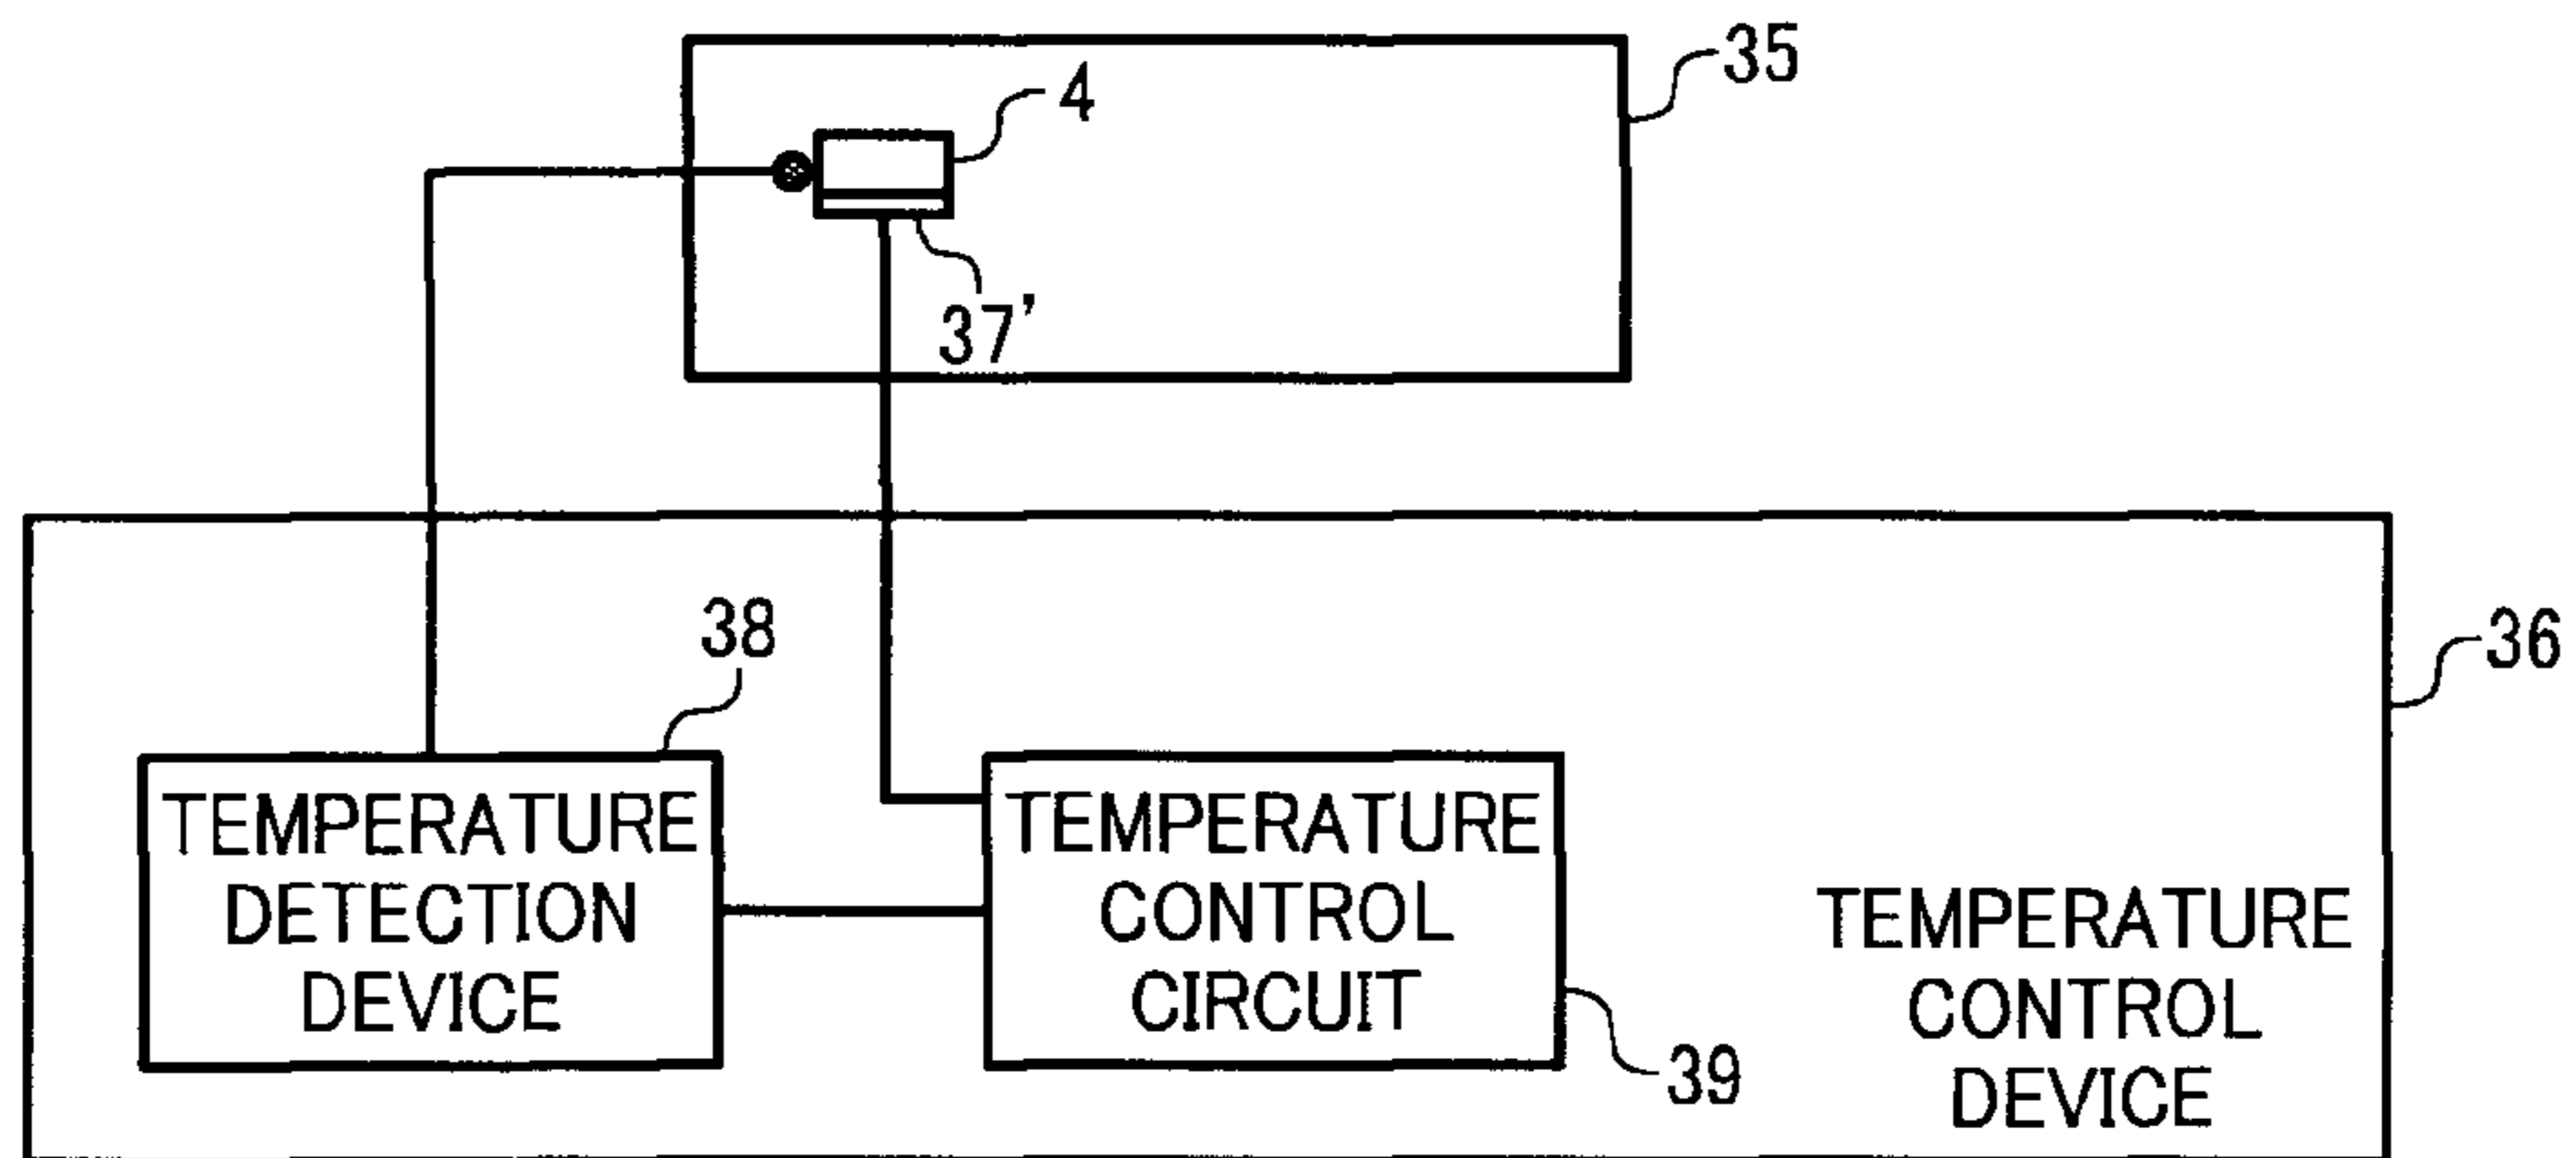 35
4
37'
38
36
TEMPERATURE
DETECTION
DEVICE
TEMPERATURE
CONTROL
CIRCUIT
39
TEMPERATURE
CONTROL
DEVICE